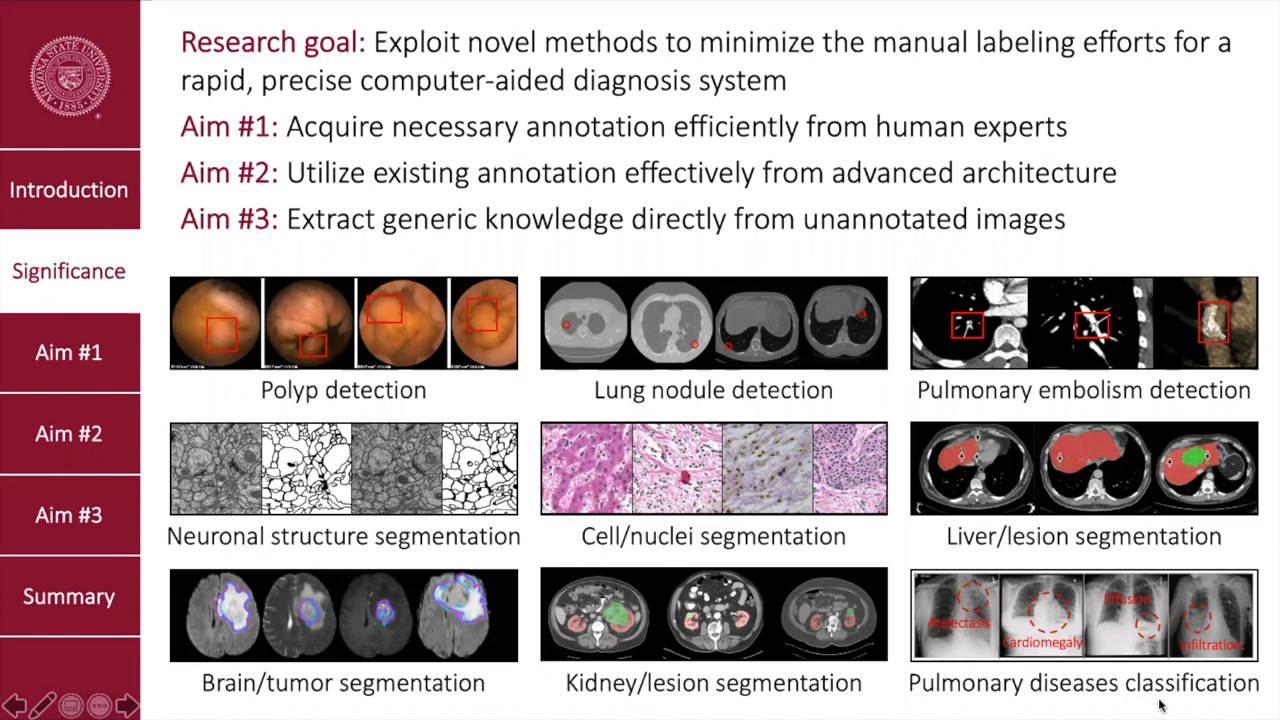 ARIZONA STATE UNIVERSITY
1885
Introduction
Significance
Aim #1
Aim #2
Aim #3
Summary
Research goal: Exploit novel methods to minimize the manual labeling efforts for a
rapid, precise computer-aided diagnosis system
Aim #1: Acquire necessary annotation efficiently from human experts
Aim #2: Utilize existing annotation effectively from advanced architecture
Aim #3: Extract generic knowledge directly from unannotated images
Polyp detection
Lung nodule detection
Pulmonary embolism detection
Neuronal structure segmentation
Cell/nuclei segmentation
Liver/lesion segmentation
Atelectasis
Cardiomegaly
Effusion
Infiltration
Brain/tumor segmentation
Kidney/lesion segmentation
Pulmonary diseases classification